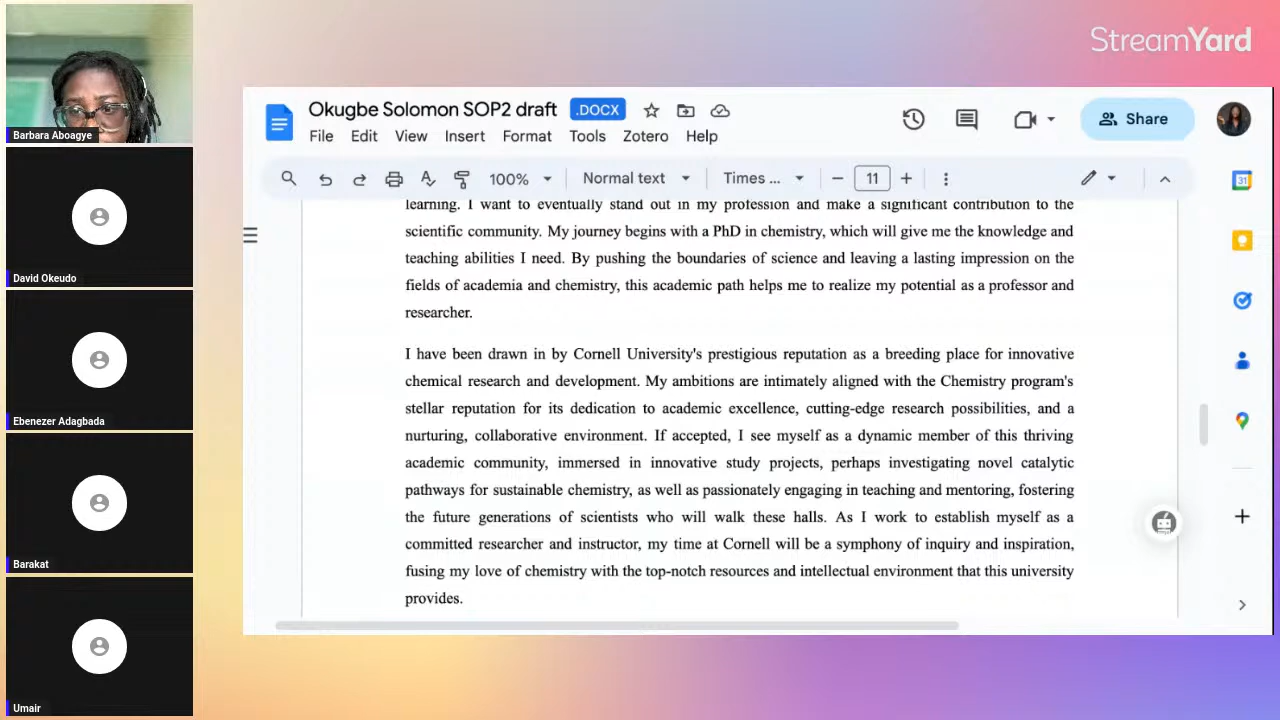 StreamYard
Barbara Aboagye
David Okeudo
Ebenezer Adagbada
Barakat
Umair
Okugbe Solomon SOP2 draft .DOCX
File Edit View Insert Format Tools Zotero Help
Share
100% Normal text Times ... 11
learning. I want to eventually stand out in my profession and make a significant contribution to the
scientific community. My journey begins with a PhD in chemistry, which will give me the knowledge and
teaching abilities I need. By pushing the boundaries of science and leaving a lasting impression on the
fields of academia and chemistry, this academic path helps me to realize my potential as a professor and
researcher.
I have been drawn in by Cornell University's prestigious reputation as a breeding place for innovative
chemical research and development. My ambitions are intimately aligned with the Chemistry program's
stellar reputation for its dedication to academic excellence, cutting-edge research possibilities, and a
nurturing, collaborative environment. If accepted, I see myself as a dynamic member of this thriving
academic community, immersed in innovative study projects, perhaps investigating novel catalytic
pathways for sustainable chemistry, as well as passionately engaging in teaching and mentoring, fostering
the future generations of scientists who will walk these halls. As I work to establish myself as a
committed researcher and instructor, my time at Cornell will be a symphony of inquiry and inspiration,
fusing my love of chemistry with the top-notch resources and intellectual environment that this university
provides.
31